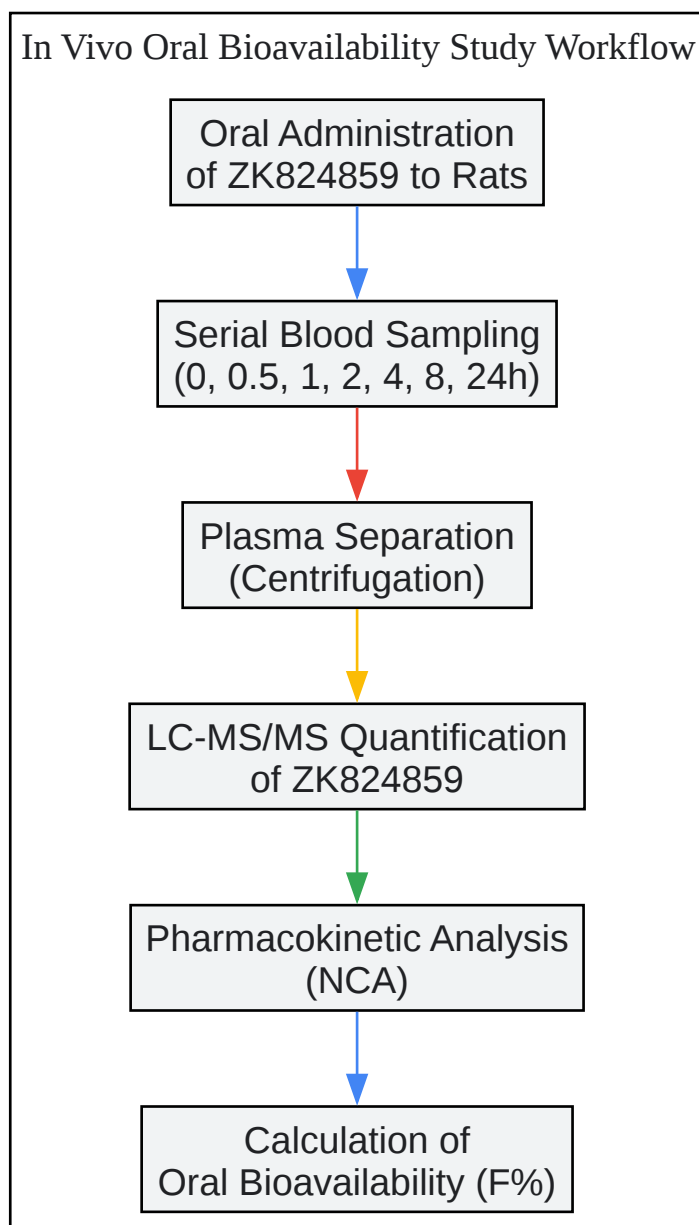 In Vivo Oral Bioavailability Study Workflow
Oral Administration
of ZK824859 to Rats
Serial Blood Sampling
(0, 0.5, 1, 2, 4, 8, 24h)
Plasma Separation
(Centrifugation)
LC-MS/MS Quantification
of ZK824859
Pharmacokinetic Analysis
(NCA)
Calculation of
Oral Bioavailability (F%)